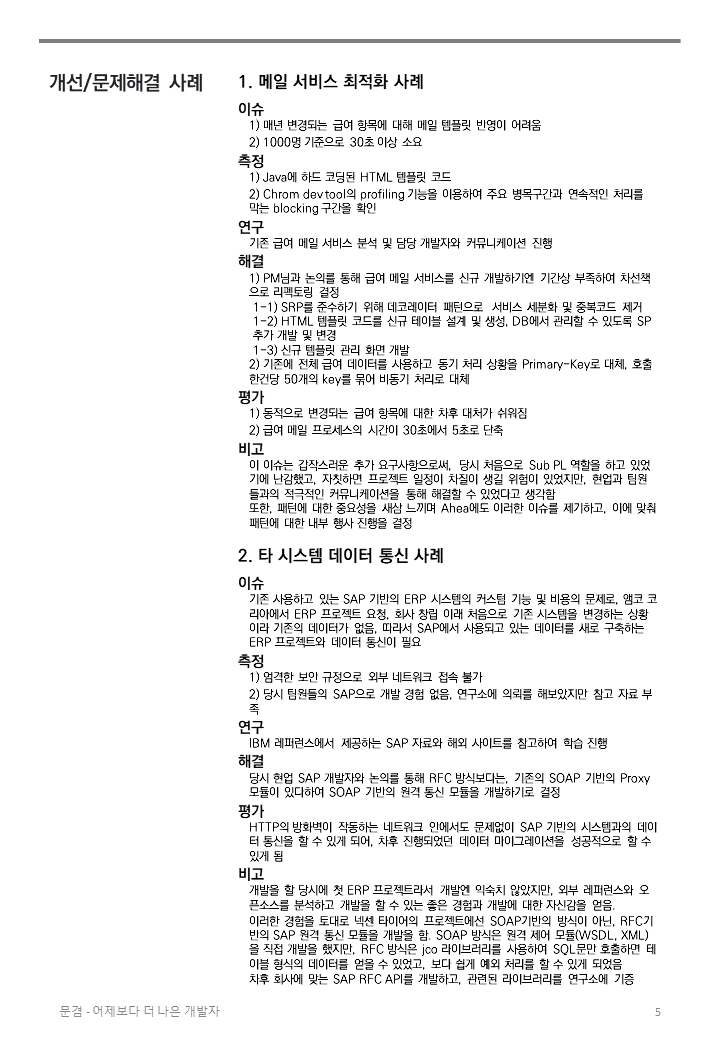 개선/문제해결 사례
1. 메일 서비스 최적화 사례
이슈
1) 매년 변경되는 급여 항목에 대해 메일 템플릿 반영이 어려움
2) 1000명 기준으로 30초 이상 소요
측정
1) Java에 하드 코딩된 HTML 템플릿 코드
2) Chrom dev tool의 profiling 기능을 이용하여 주요 병목구간과 연속적인 처리를
막는 blocking 구간을 확인
연구
기존 급여 메일 서비스 분석 및 담당 개발자와 커뮤니케이션 진행
해결
1) PM님과 논의를 통해 급여 메일 서비스를 신규 개발하기엔 기간상 부족하여 차선책
으로 리펙토링 결정
1-1) SRP를 준수하기 위해 데코레이터 패턴으로 서비스 세분화 및 중복코드 제거
1-2) HTML 템플릿 코드를 신규 테이블 설계 및 생성, DB에서 관리할 수 있도록 SP
추가 개발 및 변경
1-3) 신규 템플릿 관리 화면 개발
2) 기존에 전체 급여 데이터를 사용하고 동기 처리 상황을 Primary-Key로 대체, 호출
한건당 50개의 key를 묶어 비동기 처리로 대체
평가
1) 동적으로 변경되는 급여 항목에 대한 차후 대처가 쉬워짐
2) 급여 메일 프로세스의 시간이 30초에서 5초로 단축
비고
이 이슈는 갑작스러운 추가 요구사항으로써, 당시 처음으로 Sub PL 역할을 하고 있었
기에 난감했고, 자칫하면 프로젝트 일정이 차질이 생길 위험이 있었지만, 현업과 팀원
들과의 적극적인 커뮤니케이션을 통해 해결할 수 있었다고 생각함
또한, 패턴에 대한 중요성을 새삼 느끼며 Ahea에도 이러한 이슈를 제기하고, 이에 맞춰
패턴에 대한 내부 행사 진행을 결정
2. 타 시스템 데이터 통신 사례
이슈
기존 사용하고 있는 SAP 기반의 ERP 시스템의 커스텀 기능 및 비용의 문제로, 앰코 코
리아에서 ERP 프로젝트 요청, 회사 창립 이래 처음으로 기존 시스템을 변경하는 상황
이라 기존의 데이터가 없음, 따라서 SAP에서 사용되고 있는 데이터를 새로 구축하는
ERP 프로젝트와 데이터 통신이 필요
측정
1) 엄격한 보안 규정으로 외부 네트워크 접속 불가
2) 당시 팀원들의 SAP으로 개발 경험 없음, 연구소에 의뢰를 해보았지만 참고 자료 부
족
연구
IBM 레퍼런스에서 제공하는 SAP 자료와 해외 사이트를 참고하여 학습 진행
해결
당시 현업 SAP 개발자와 논의를 통해 RFC 방식보다는, 기존의 SOAP 기반의 Proxy
모듈이 있다하여 SOAP 기반의 원격 통신 모듈을 개발하기로 결정
평가
HTTP의 방화벽이 작동하는 네트워크 안에서도 문제없이 SAP 기반의 시스템과의 데이
터 통신을 할 수 있게 되어, 차후 진행되었던 데이터 마이그레이션을 성공적으로 할 수
있게 됨
비고
개발을 할 당시에 첫 ERP 프로젝트라서 개발엔 익숙치 않았지만, 외부 레퍼런스와 오
픈소스를 분석하고 개발을 할 수 있는 좋은 경험과 개발에 대한 자신감을 얻음.
이러한 경험을 토대로 넥센 타이어의 프로젝트에선 SOAP기반의 방식이 아닌, RFC기
반의 SAP 원격 통신 모듈을 개발을 함. SOAP 방식은 원격 제어 모듈(WSDL, XML)
을 직접 개발을 했지만, RFC 방식은 jco 라이브러리를 사용하여 SQL문만 호출하면 테
이블 형식의 데이터를 얻을 수 있었고, 보다 쉽게 예외 처리를 할 수 있게 되었음
차후 회사에 맞는 SAP RFC API를 개발하고, 관련된 라이브러리를 연구소에 기증
문겸 - 어제보다 더 나은 개발자
5